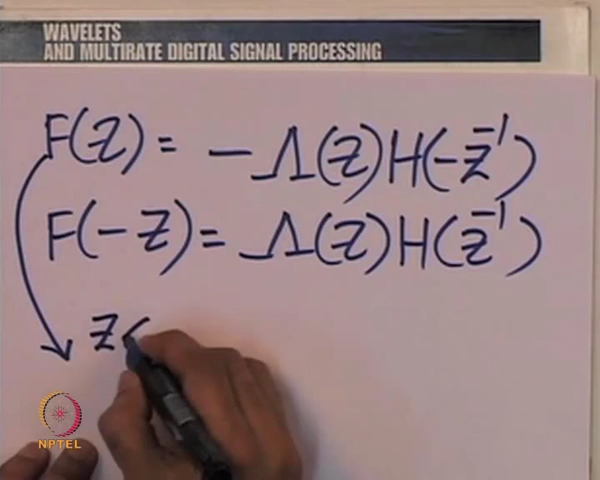 WAVELETS
AND MULTIRATE DIGITAL SIGNAL PROCESSING
F(Z) = - Λ(Z)H(-Z⁻¹)
F(-Z) = Λ(Z)H(Z⁻¹)
Z
NPTEL